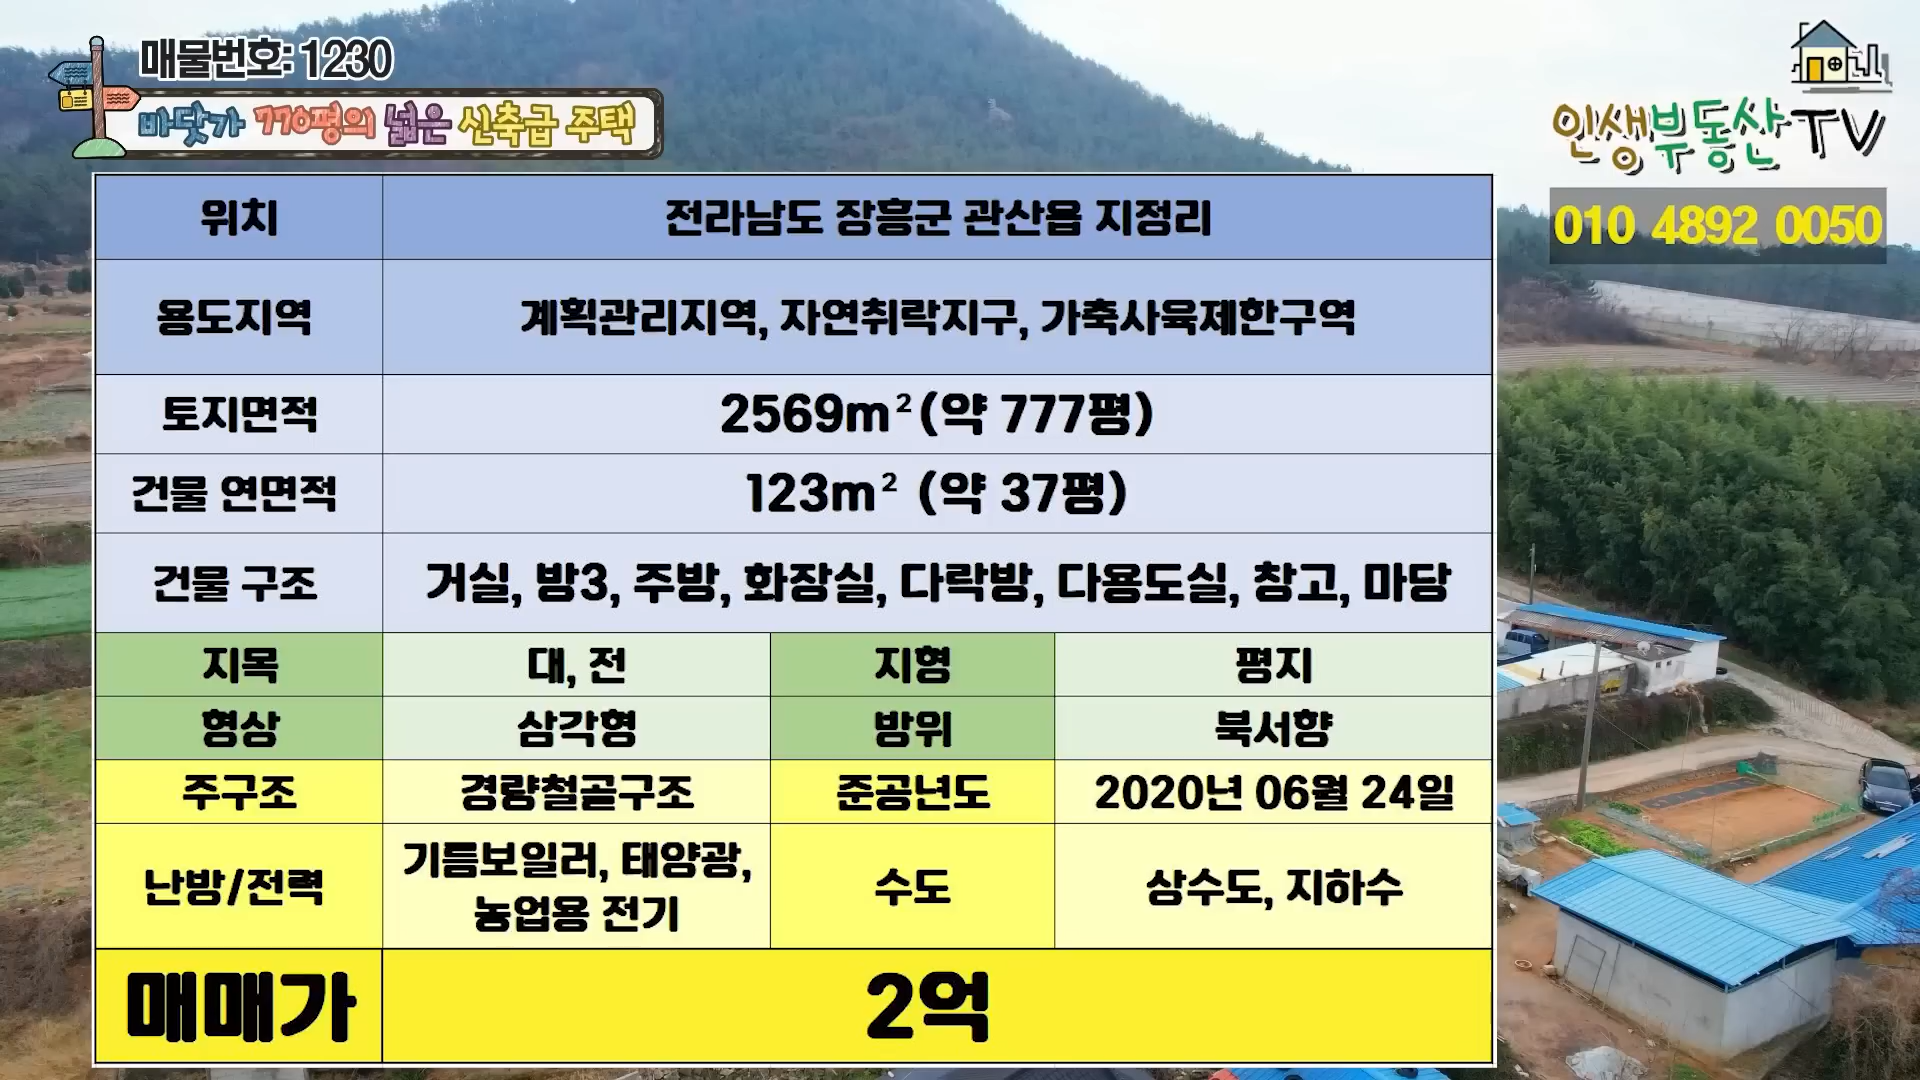 매물번호: 1230
바닷가 770평의 넓은 신축급 주택
인생부동산TV
010 4892 0050
위치 전라남도 장흥군 관산읍 지정리
용도지역 계획관리지역, 자연취락지구, 가축사육제한구역
토지면적 2569m²(약 777평)
건물 연면적 123m² (약 37평)
건물 구조 거실, 방3, 주방, 화장실, 다락방, 다용도실, 창고, 마당
지목 대, 전 지형 평지
형상 삼각형 방위 북서향
주구조 경량철골구조 준공년도 2020년 06월 24일
난방/전력 기름보일러, 태양광,
농업용 전기 수도 상수도, 지하수
매매가 2억